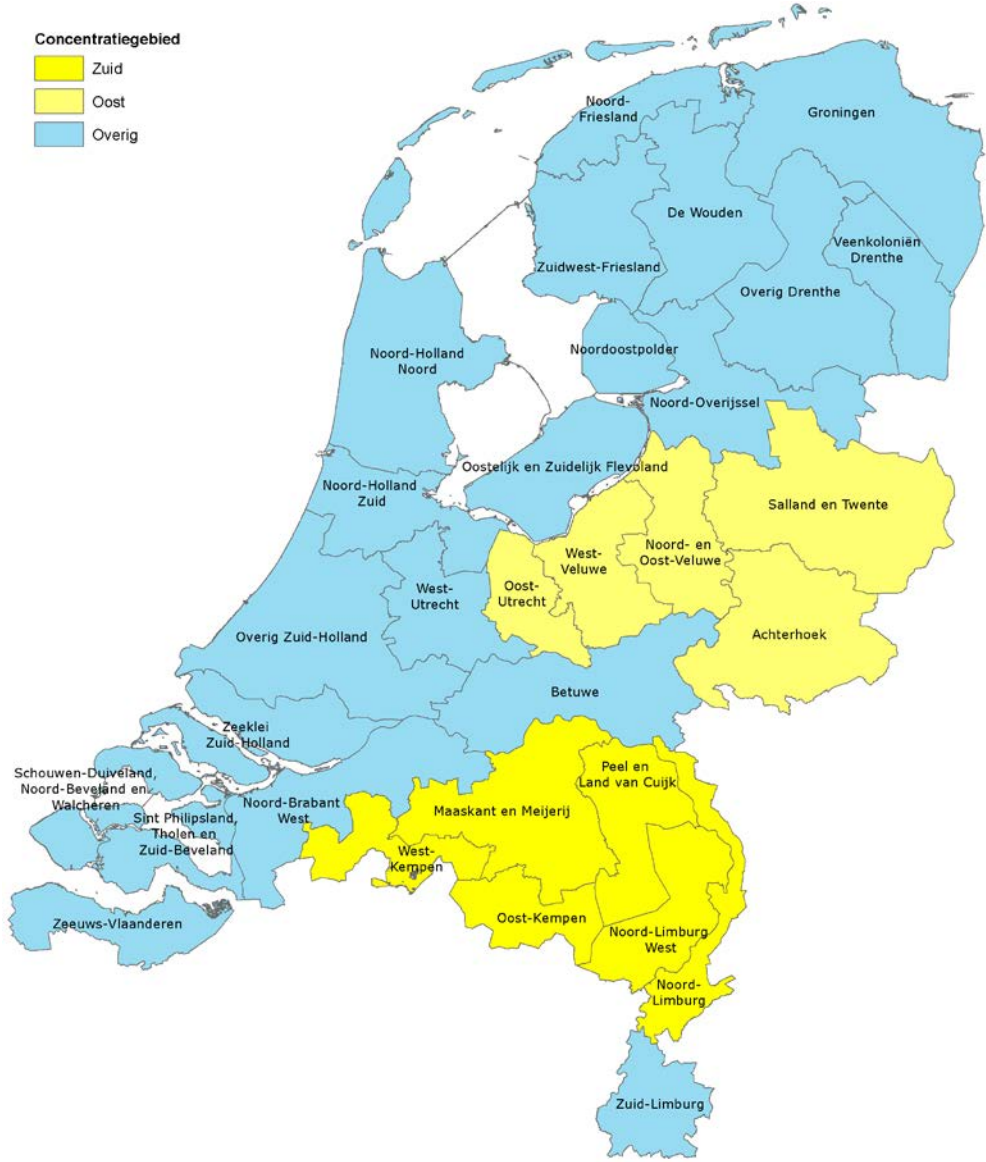 Concentratiegebied
Zuid
Oost
Overig
Noord-
Friesland
Groningen
De Wouden
Veenkoloniën
Drenthe
Zuidwest-Friesland
Overig Drenthe
Noord-Holland
Noord
Noordoostpolder
Noord-Overijssel
Oostelijk en Zuidelijk Flevoland
Noord-Holland
Zuid
Salland en Twente
West-
Veluwe
Noord- en
Oost-Veluwe
West-
Utrecht
Oost-
Utrecht
Overig Zuid-Holland
Achterhoek
Betuwe
Zeeklei
Zuid-Holland
Schouwen-Duiveland,
Noord-Beveland en
Walcheren
Peel en
Land van Cuijk
Noord-Brabant
West
Maaskant en Meijerij
Sint Philipsland,
Tholen en
Zuid-Beveland
West-
Kempen
Oost-Kempen
Zeeuws-Vlaanderen
Noord-Limburg
West
Noord-
Limburg
Zuid-Limburg